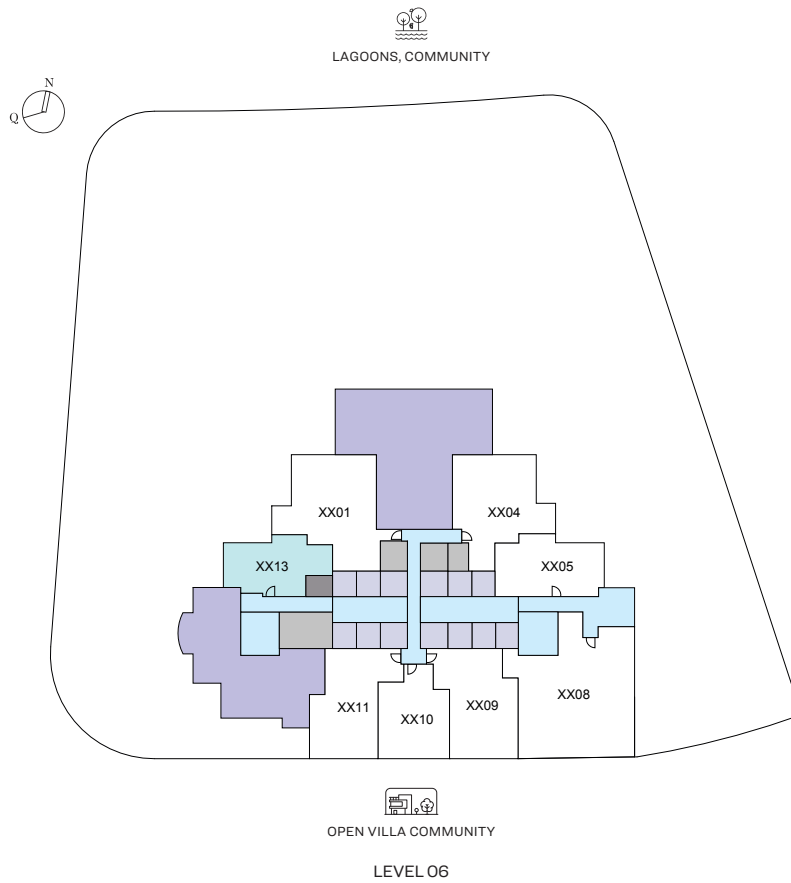 LAGOONS, COMMUNITY
N
Q
XX01
XX04
XX13
XX05
XX11
XX10
XX09
XX08
OPEN VILLA COMMUNITY
LEVEL 06